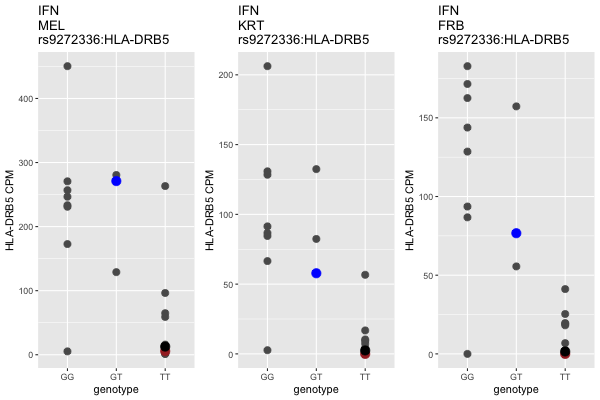 IFN
MEL
rs9272336:HLA-DRB5
HLA-DRB5 CPM
400
300
200
100
0
GG GT TT
genotype
IFN
KRT
rs9272336:HLA-DRB5
HLA-DRB5 CPM
200
150
100
50
0
GG GT TT
genotype
IFN
FRB
rs9272336:HLA-DRB5
HLA-DRB5 CPM
150
100
50
0
GG GT TT
genotype